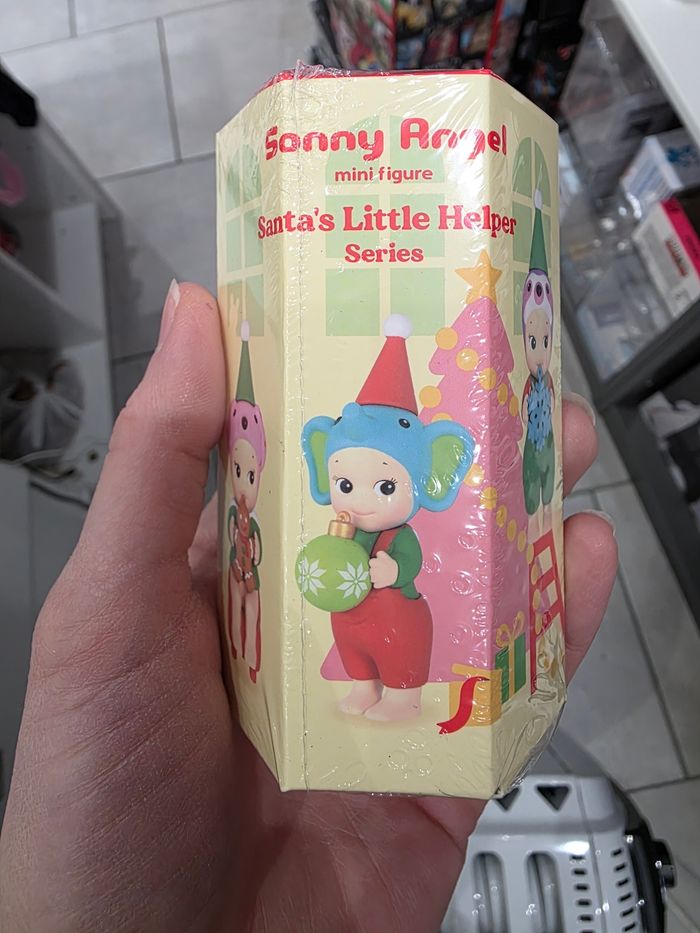 Sonny Angel
mini figure
Santa's Little Helper
Series